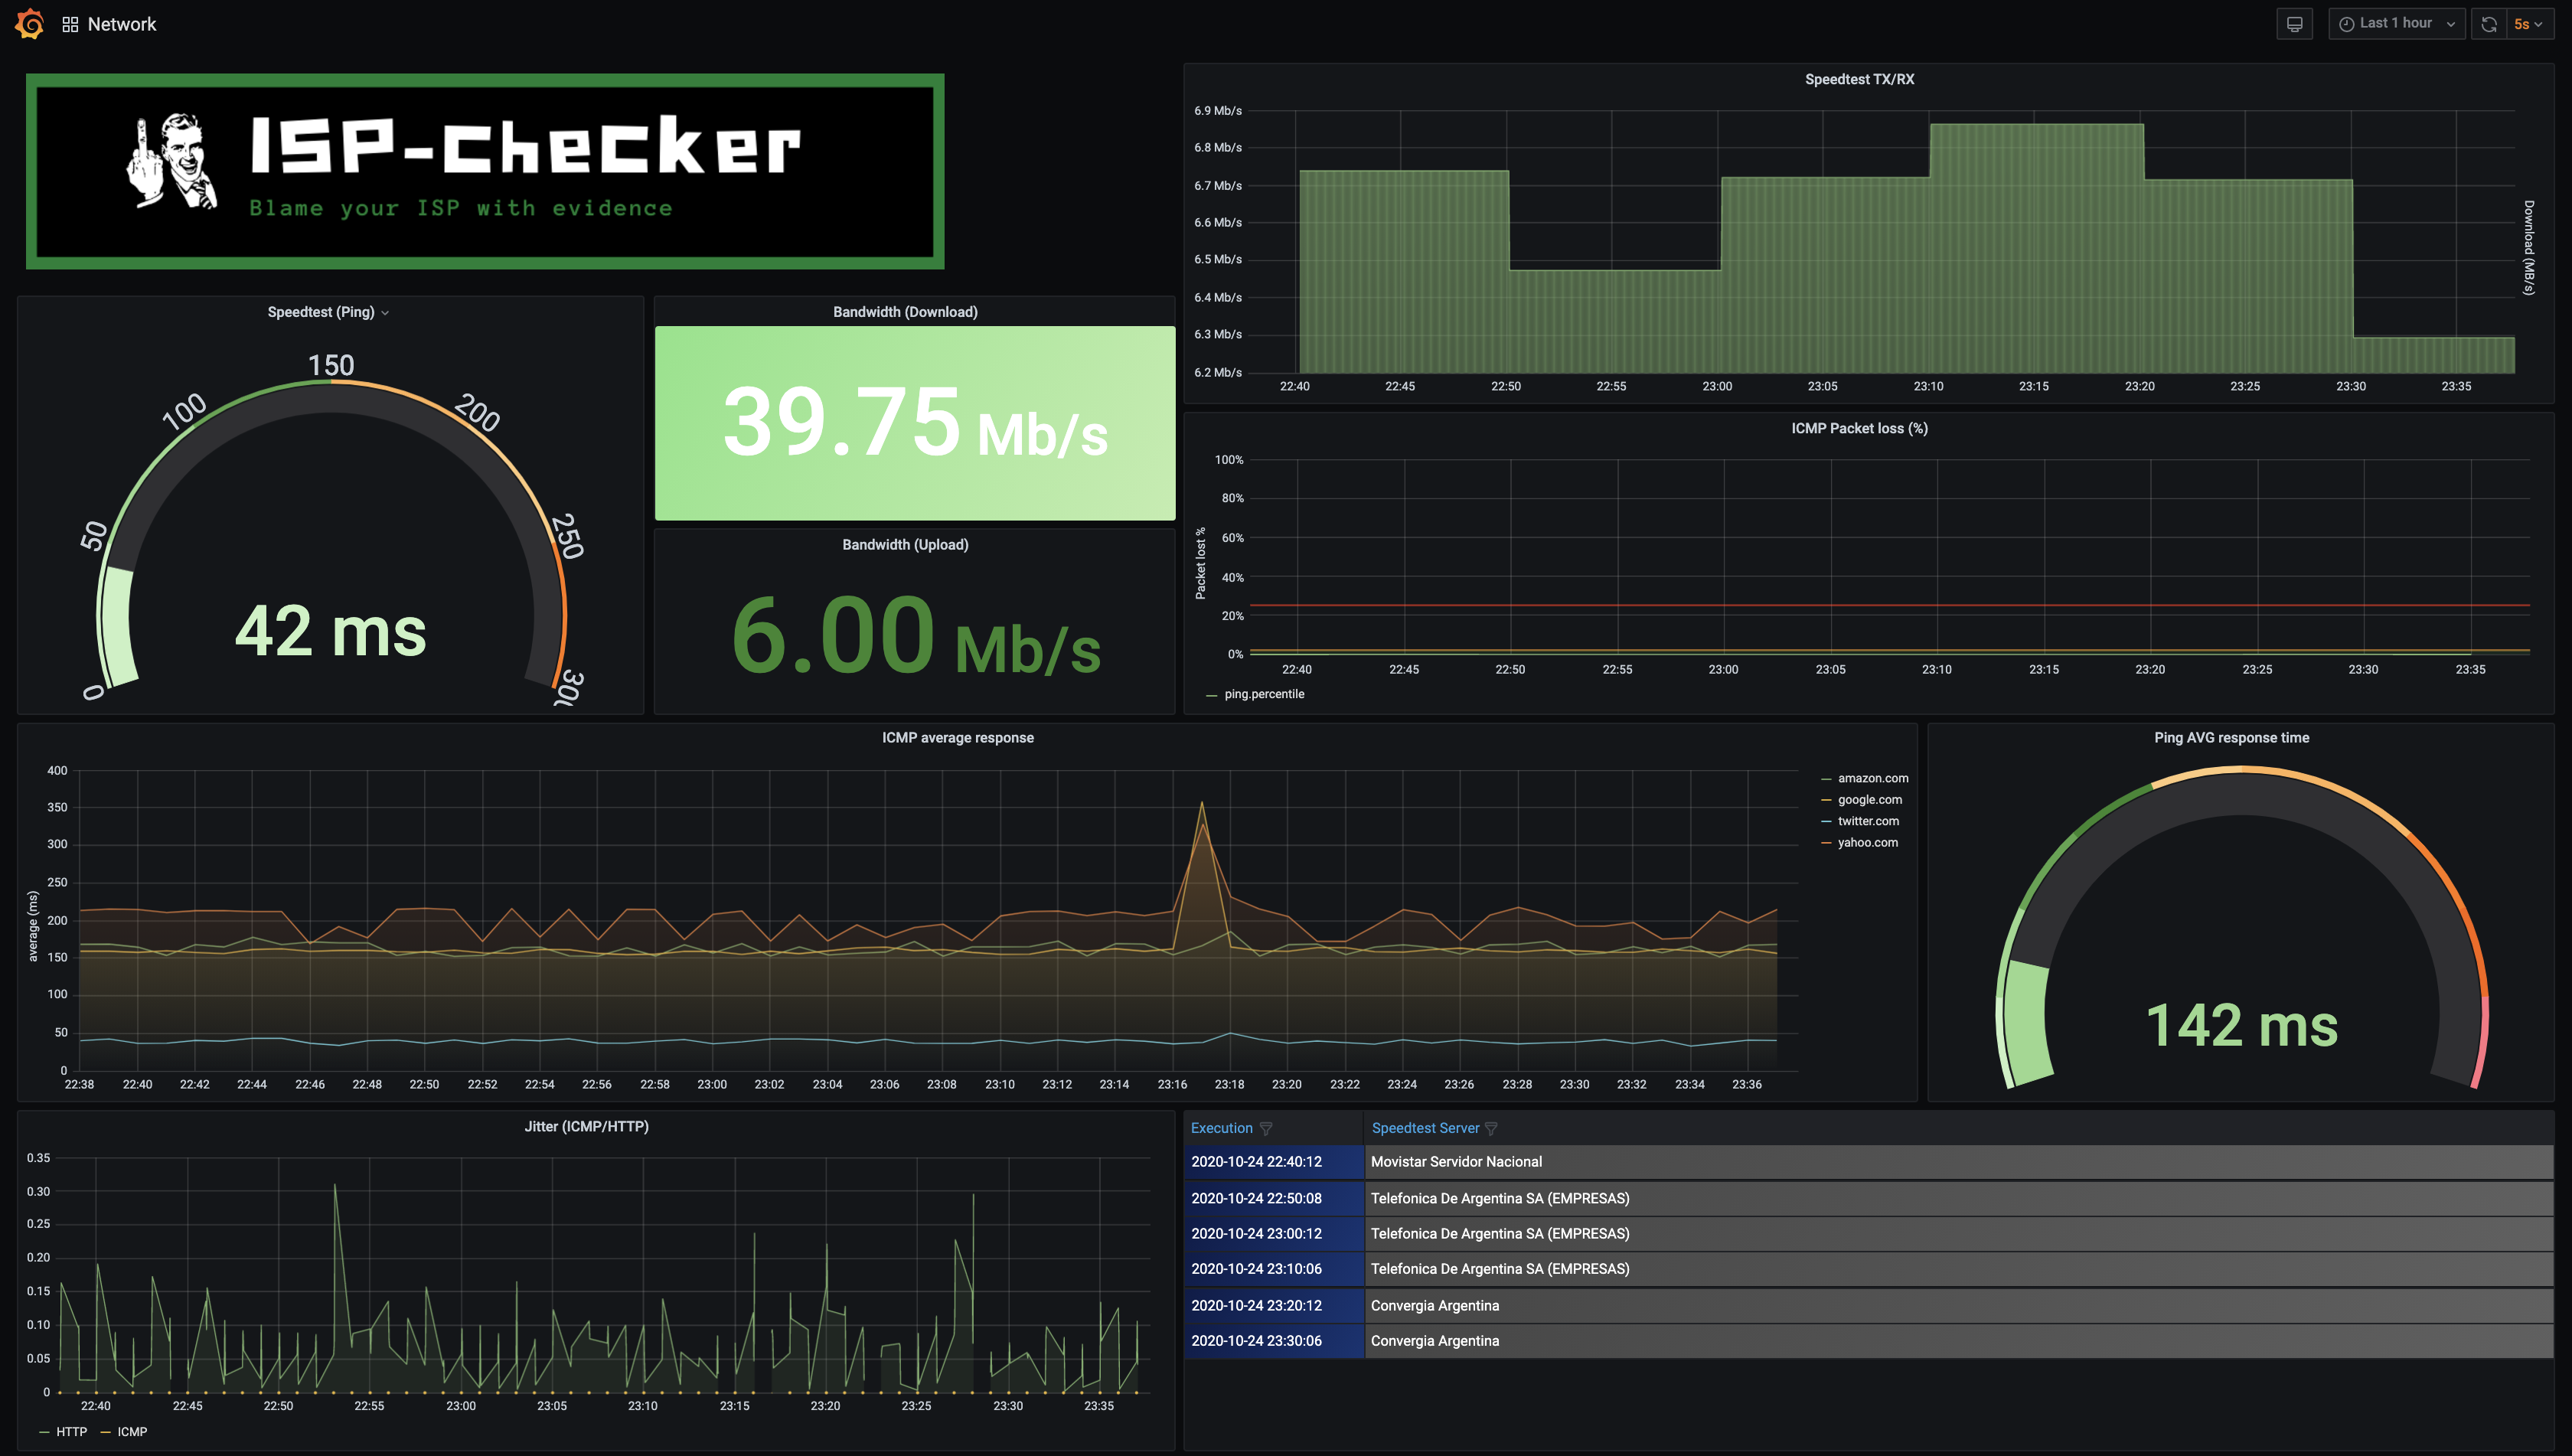 Network
Last 1 hour
5s
ISP-checker
Blame your ISP with evidence
Speedtest TX/RX
6.9 Mb/s
6.8 Mb/s
6.7 Mb/s
6.6 Mb/s
6.5 Mb/s
6.4 Mb/s
6.3 Mb/s
6.2 Mb/s
22:40 22:45 22:50 22:55 23:00 23:05 23:10 23:15 23:20 23:25 23:30 23:35
Download (MB/s)
Speedtest (Ping)
0
50
100
150
200
250
300
42 ms
Bandwidth (Download)
39.75 Mb/s
Bandwidth (Upload)
6.00 Mb/s
ICMP Packet loss (%)
Packet lost %
100%
80%
60%
40%
20%
0%
22:40 22:45 22:50 22:55 23:00 23:05 23:10 23:15 23:20 23:25 23:30 23:35
ping.percentile
ICMP average response
average (ms)
400
350
300
250
200
150
100
50
0
22:38 22:40 22:42 22:44 22:46 22:48 22:50 22:52 22:54 22:56 22:58 23:00 23:02 23:04 23:06 23:08 23:10 23:12 23:14 23:16 23:18 23:20 23:22 23:24 23:26 23:28 23:30 23:32 23:34 23:36
amazon.com
google.com
twitter.com
yahoo.com
Ping AVG response time
142 ms
Jitter (ICMP/HTTP)
0.35
0.30
0.25
0.20
0.15
0.10
0.05
0
22:40 22:45 22:50 22:55 23:00 23:05 23:10 23:15 23:20 23:25 23:30 23:35
HTTP ICMP
Execution Speedtest Server
2020-10-24 22:40:12 Movistar Servidor Nacional
2020-10-24 22:50:08 Telefonica De Argentina SA (EMPRESAS)
2020-10-24 23:00:12 Telefonica De Argentina SA (EMPRESAS)
2020-10-24 23:10:06 Telefonica De Argentina SA (EMPRESAS)
2020-10-24 23:20:12 Convergia Argentina
2020-10-24 23:30:06 Convergia Argentina